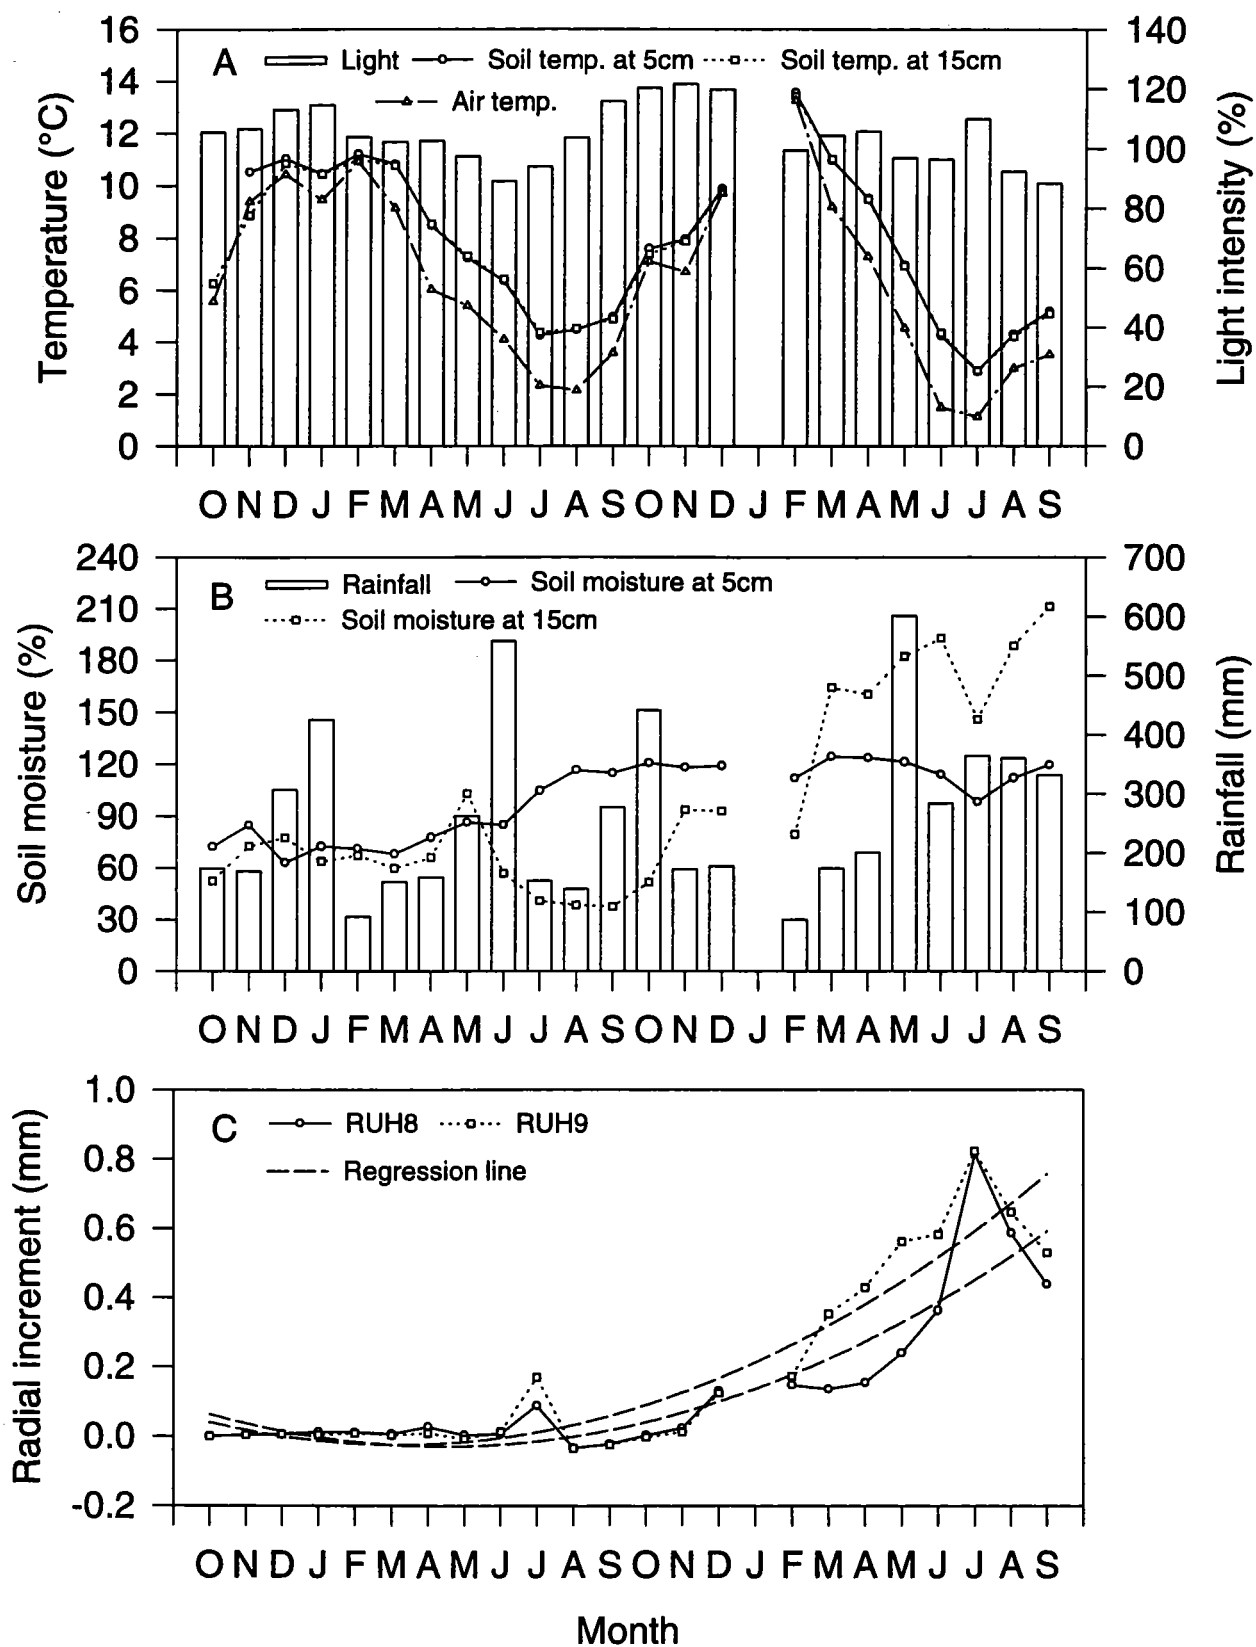 A Light Soil temp. at 5cm Soil temp. at 15cm
Air temp.
Temperature (°C)
16
14
12
10
8
6
4
2
0
Light intensity (%)
140
120
100
80
60
40
20
0
O N D J F M A M J J A S O N D J F M A M J J A S
B Rainfall Soil moisture at 5cm
Soil moisture at 15cm
Soil moisture (%)
240
210
180
150
120
90
60
30
0
Rainfall (mm)
700
600
500
400
300
200
100
0
O N D J F M A M J J A S O N D J F M A M J J A S
C RUH8 RUH9
Regression line
Radial increment (mm)
1.0
0.8
0.6
0.4
0.2
0.0
-0.2
O N D J F M A M J J A S O N D J F M A M J J A S
Month